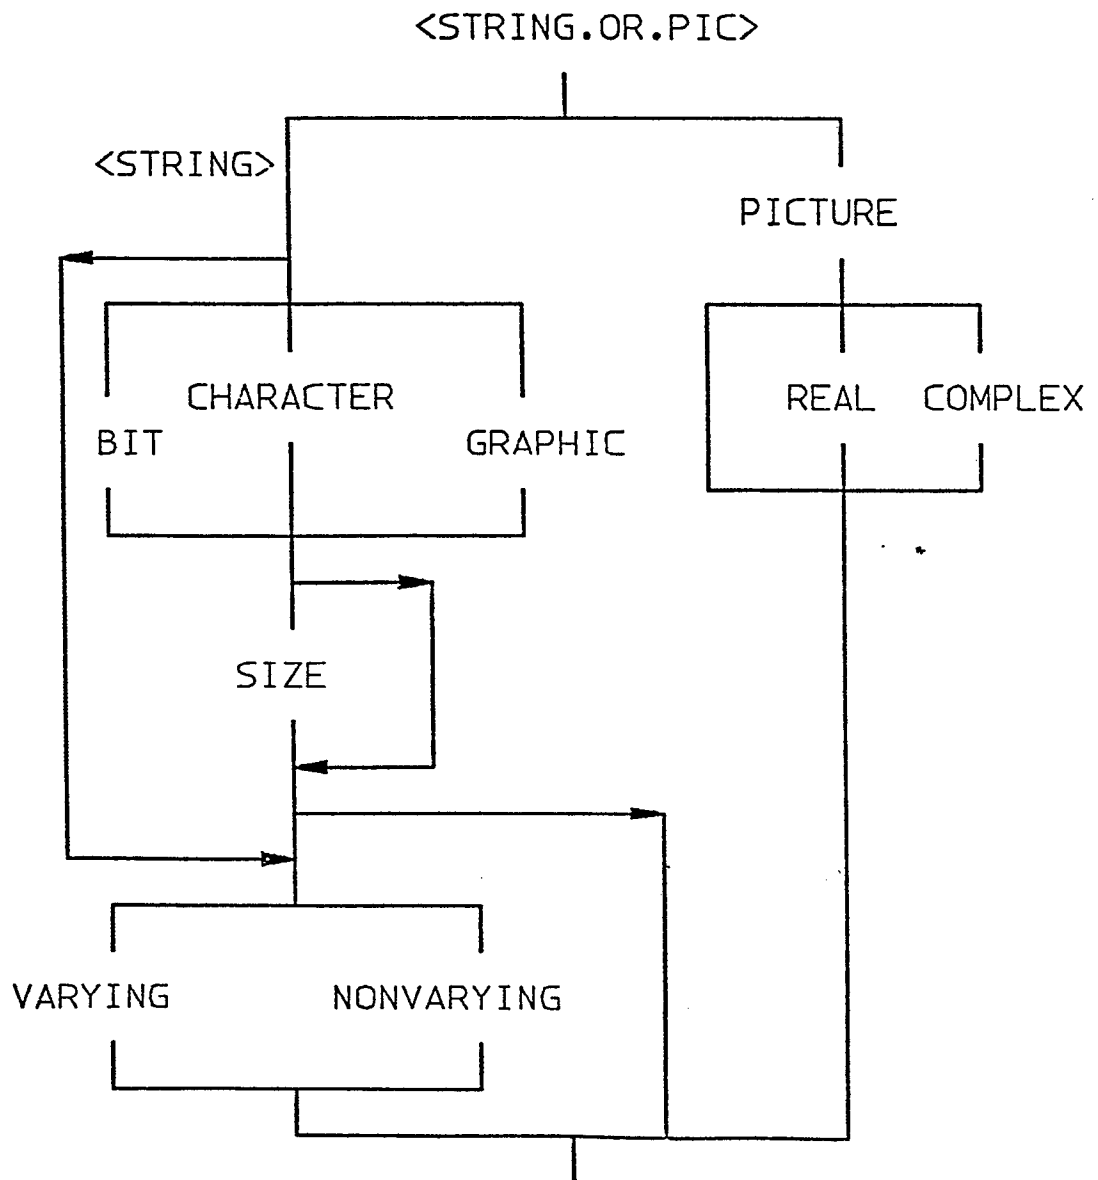 <STRING.OR.PIC>
<STRING>
PICTURE
CHARACTER
REAL
COMPLEX
BIT
GRAPHIC
SIZE
VARYING
NONVARYING